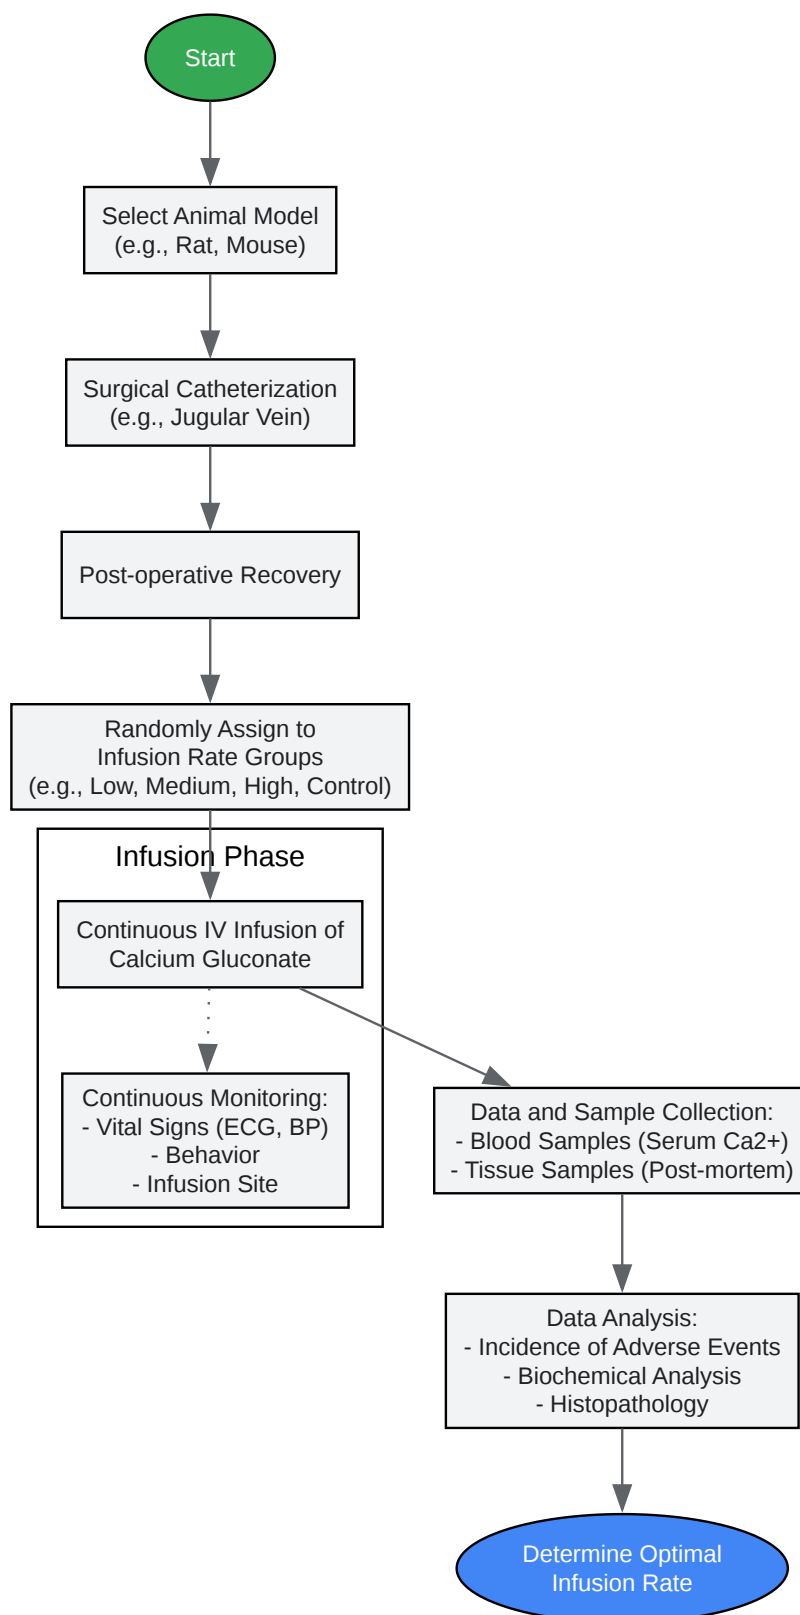 Start
Select Animal Model
(e.g., Rat, Mouse)
Surgical Catheterization
(e.g., Jugular Vein)
Post-operative Recovery
Randomly Assign to
Infusion Rate Groups
(e.g., Low, Medium, High, Control)
Infusion Phase
Continuous IV Infusion of
Calcium Gluconate
Continuous Monitoring:
- Vital Signs (ECG, BP)
- Behavior
- Infusion Site
Data and Sample Collection:
- Blood Samples (Serum Ca2+)
- Tissue Samples (Post-mortem)
Data Analysis:
- Incidence of Adverse Events
- Biochemical Analysis
- Histopathology
Determine Optimal
Infusion Rate